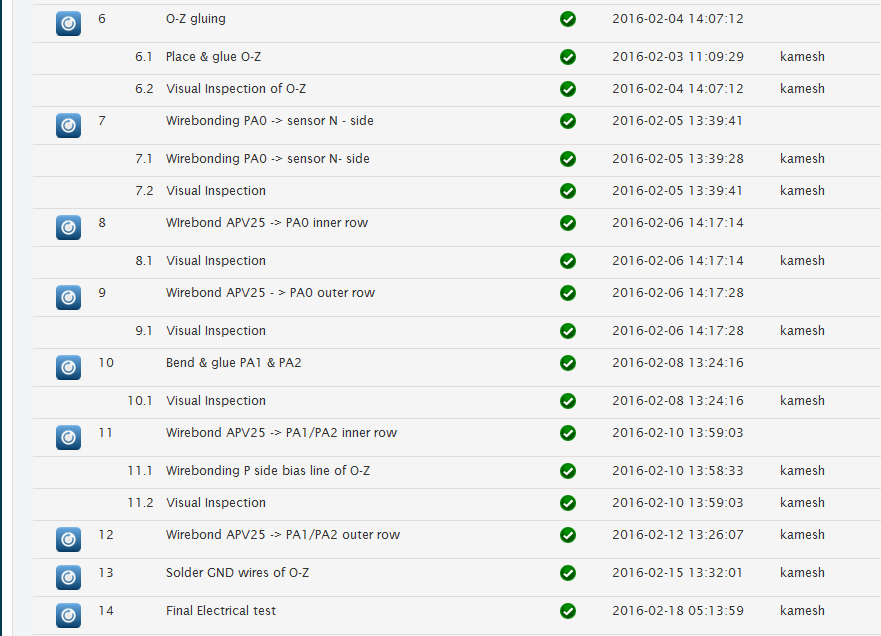 6 O-Z gluing 2016-02-04 14:07:12
6.1 Place & glue O-Z 2016-02-03 11:09:29 kamesh
6.2 Visual Inspection of O-Z 2016-02-04 14:07:12 kamesh
7 Wirebonding PA0 -> sensor N - side 2016-02-05 13:39:41
7.1 Wirebonding PA0 -> sensor N- side 2016-02-05 13:39:28 kamesh
7.2 Visual Inspection 2016-02-05 13:39:41 kamesh
8 WIrebond APV25 -> PA0 inner row 2016-02-06 14:17:14
8.1 Visual Inspection 2016-02-06 14:17:14 kamesh
9 Wirebond APV25 - > PA0 outer row 2016-02-06 14:17:28
9.1 Visual Inspection 2016-02-06 14:17:28 kamesh
10 Bend & glue PA1 & PA2 2016-02-08 13:24:16
10.1 Visual Inspection 2016-02-08 13:24:16 kamesh
11 Wirebond APV25 -> PA1/PA2 inner row 2016-02-10 13:59:03
11.1 Wirebonding P side bias line of O-Z 2016-02-10 13:58:33 kamesh
11.2 Visual Inspection 2016-02-10 13:59:03 kamesh
12 Wirebond APV25 -> PA1/PA2 outer row 2016-02-12 13:26:07 kamesh
13 Solder GND wires of O-Z 2016-02-15 13:32:01 kamesh
14 Final Electrical test 2016-02-18 05:13:59 kamesh